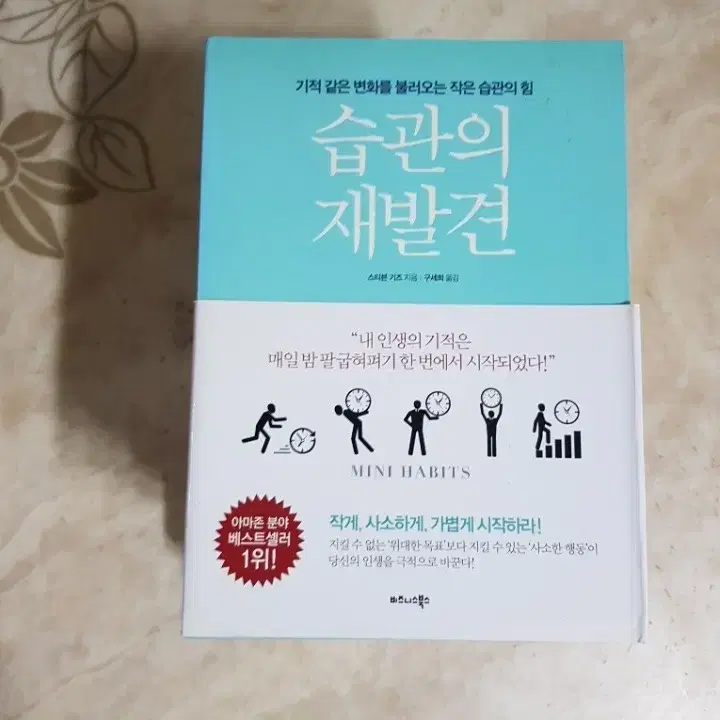 기적 같은 변화를 불러오는 작은 습관의 힘
습관의
재발견
스티븐 기즈 지음 | 구세희 옮김
“내 인생의 기적은
매일 밤 팔굽혀펴기 한 번에서 시작되었다!”
MINI HABITS
아마존 분야
베스트셀러
1위!
작게, 사소하게, 가볍게 시작하라!
지킬 수 없는 ‘위대한 목표’보다 지킬 수 있는 ‘사소한 행동’이
당신의 인생을 극적으로 바꾼다!
비즈니스북스